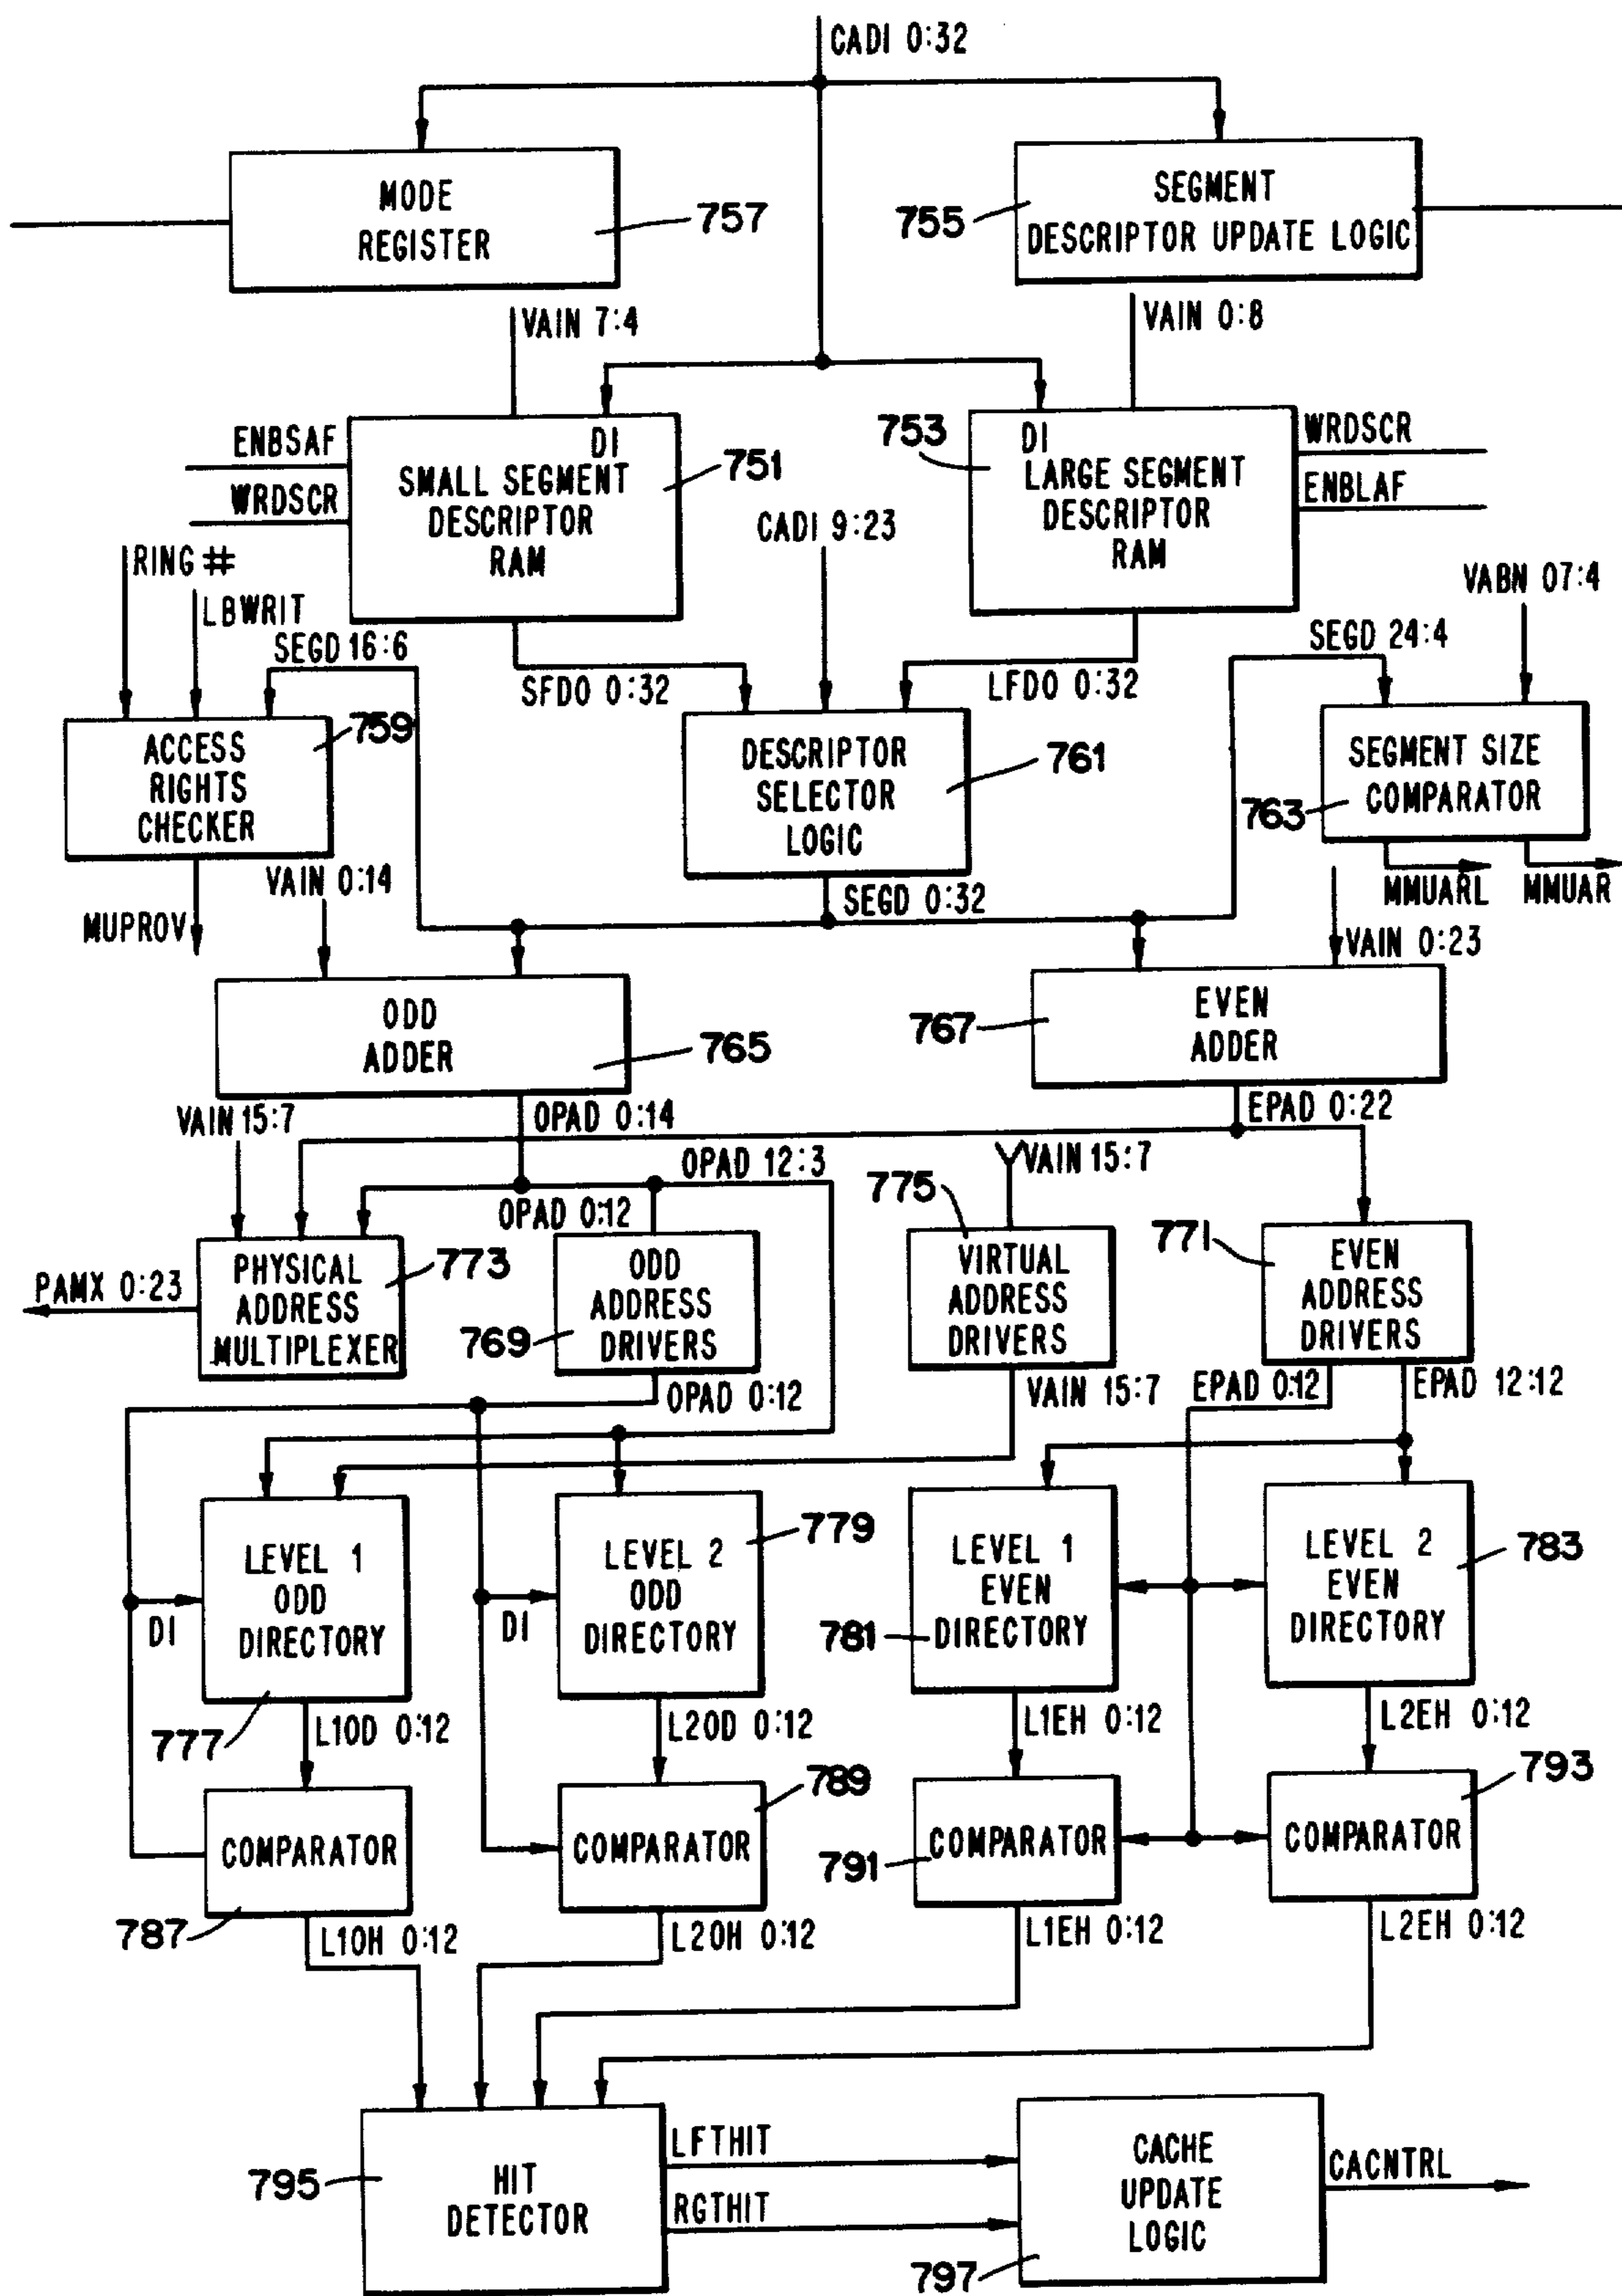 CADI 0:32
MODE
REGISTER
757
755
SEGMENT
DESCRIPTOR UPDATE LOGIC
VAIN 7:4
VAIN 0:8
ENBSAF
WRDSCR
DI
SMALL SEGMENT
DESCRIPTOR
RAM
751
753
DI
LARGE SEGMENT
DESCRIPTOR
RAM
WRDSCR
ENBLAF
CADI 9:23
RING #
LBWRIT
SEGD 16:6
SFDO 0:32
LFDO 0:32
SEGD 24:4
VABN 07:4
ACCESS
RIGHTS
CHECKER
759
DESCRIPTOR
SELECTOR
LOGIC
761
SEGMENT SIZE
COMPARATOR
763
MUPROV
VAIN 0:14
SEGD 0:32
MMUARL
MMUAR
VAIN 0:23
ODD
ADDER
765
767
EVEN
ADDER
VAIN 15:7
OPAD 0:14
EPAD 0:22
OPAD 12:3
OPAD 0:12
VAIN 15:7
775
771
PAMX 0:23
PHYSICAL
ADDRESS
MULTIPLEXER
773
769
ODD
ADDRESS
DRIVERS
VIRTUAL
ADDRESS
DRIVERS
EVEN
ADDRESS
DRIVERS
OPAD 0:12
VAIN 15:7
EPAD 0:12
EPAD 12:12
DI
LEVEL 1
ODD
DIRECTORY
777
DI
LEVEL 2
ODD
DIRECTORY
779
LEVEL 1
EVEN
DIRECTORY
781
LEVEL 2
EVEN
DIRECTORY
783
L1OD 0:12
L2OD 0:12
L1EH 0:12
L2EH 0:12
COMPARATOR
787
COMPARATOR
789
COMPARATOR
791
COMPARATOR
793
L1OH 0:12
L2OH 0:12
L1EH 0:12
L2EH 0:12
795
HIT
DETECTOR
LFTHIT
RGTHIT
CACHE
UPDATE
LOGIC
797
CACNTRL